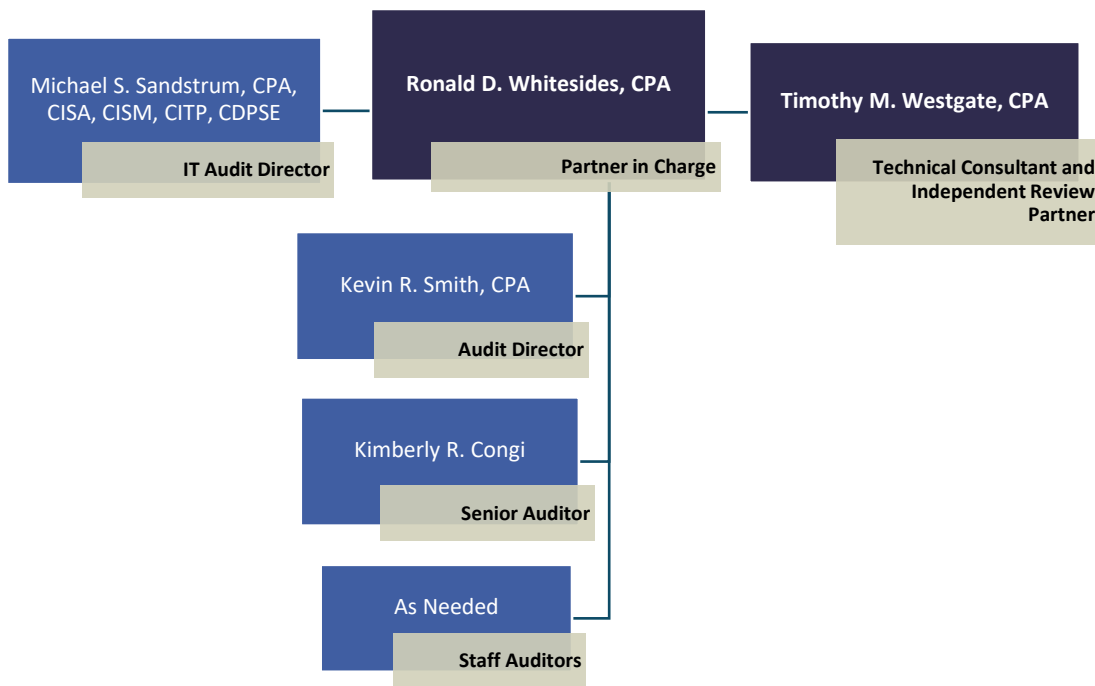 Michael S. Sandstrum, CPA,
CISA, CISM, CITP, CDPSE
IT Audit Director
Ronald D. Whitesides, CPA
Partner in Charge
Timothy M. Westgate, CPA
Technical Consultant and
Independent Review
Partner
Kevin R. Smith, CPA
Audit Director
Kimberly R. Congi
Senior Auditor
As Needed
Staff Auditors